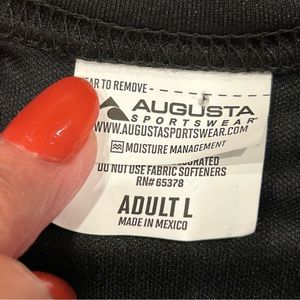 EAR TO REMOVE -
AUGUSTA
SPORTSWEAR®
WWW.AUGUSTASPORTSWEAR.COM
MOISTURE MANAGEMENT
DO NOT USE FABRIC SOFTENERS
RN# 65378
ADULT L
MADE IN MEXICO